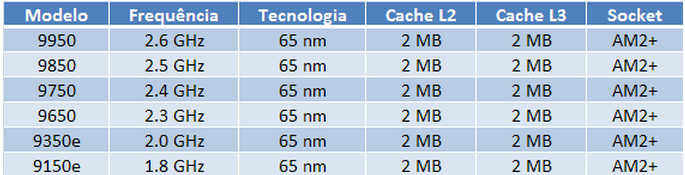 Modelo Frequência Tecnologia Cache L2 Cache L3 Socket
9950 2.6 GHz 65 nm 2 MB 2 MB AM2+
9850 2.5 GHz 65 nm 2 MB 2 MB AM2+
9750 2.4 GHz 65 nm 2 MB 2 MB AM2+
9650 2.3 GHz 65 nm 2 MB 2 MB AM2+
9350e 2.0 GHz 65 nm 2 MB 2 MB AM2+
9150e 1.8 GHz 65 nm 2 MB 2 MB AM2+